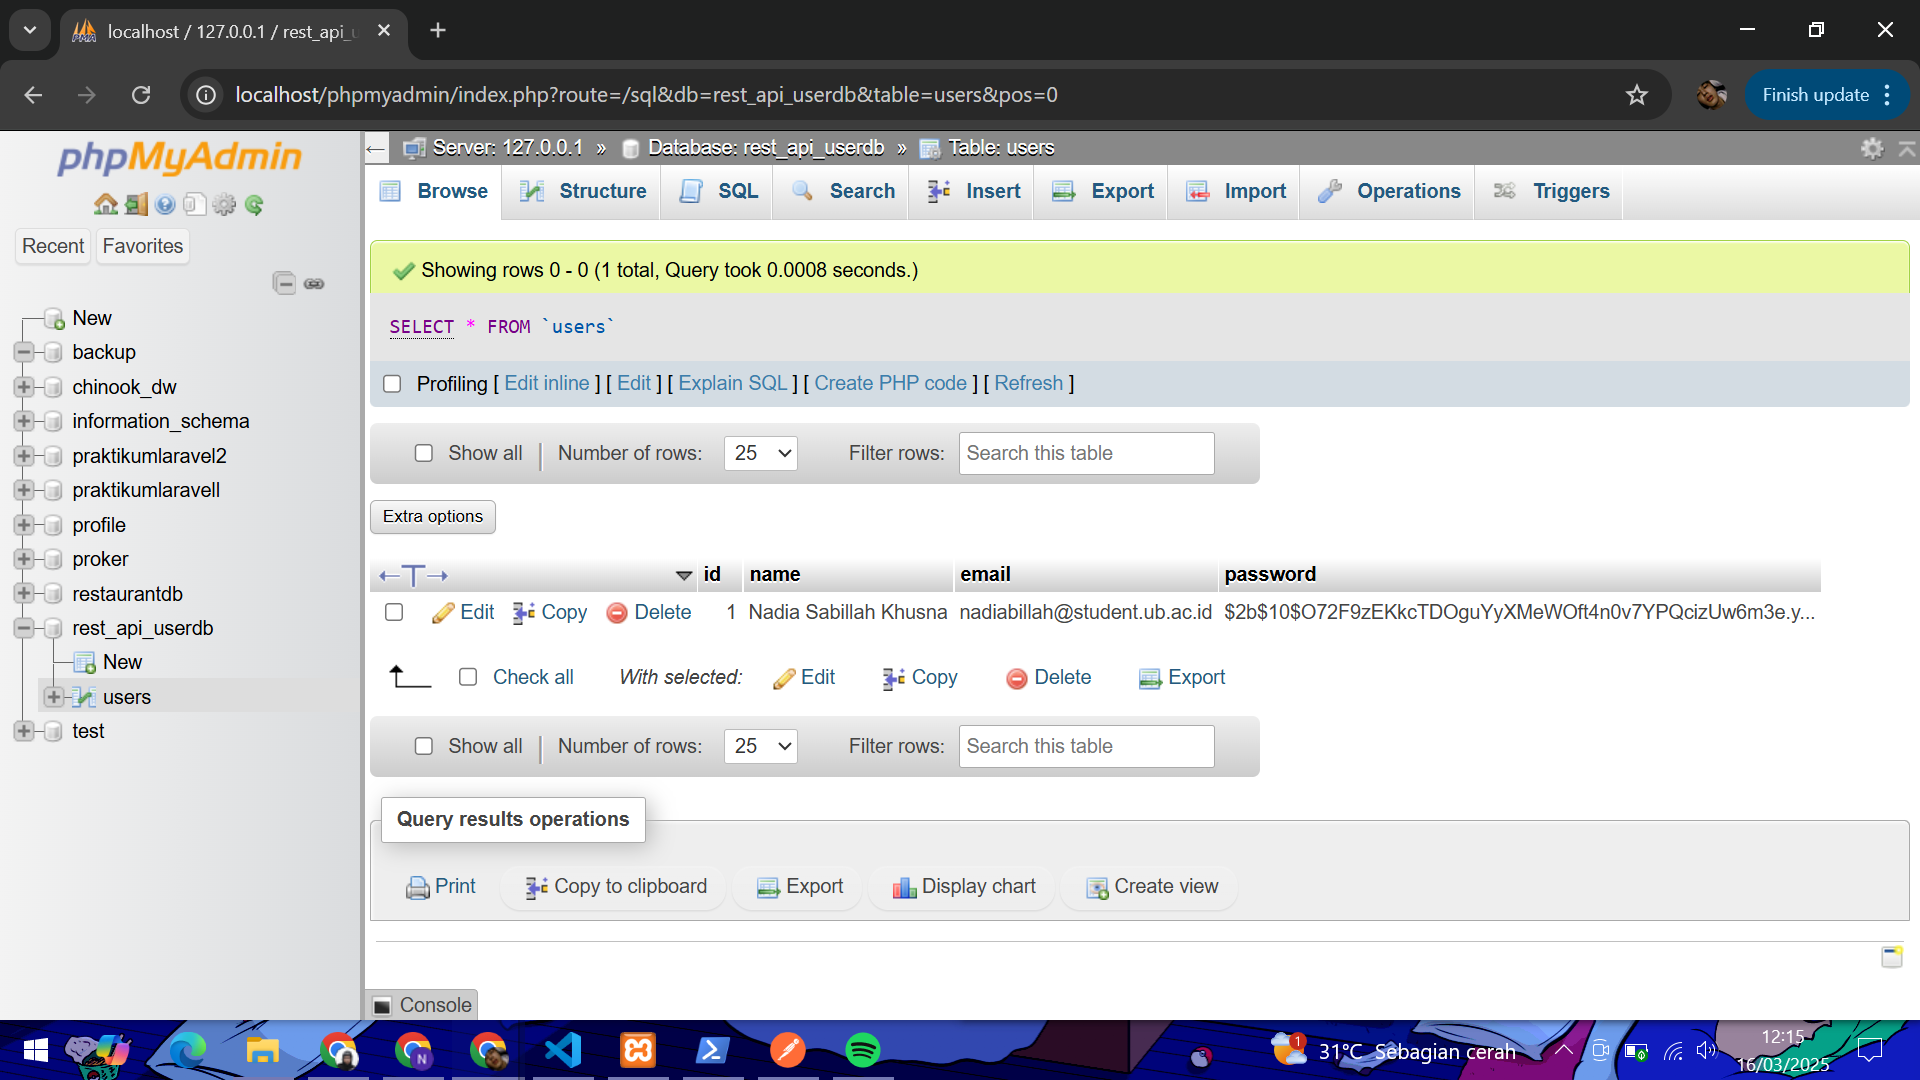 localhost / 127.0.0.1 / rest_api_u
localhost/phpmyadmin/index.php?route=/sql&db=rest_api_userdb&table=users&pos=0
Finish update
phpMyAdmin
Recent
Favorites
New
backup
chinook_dw
information_schema
praktikumlaravel2
praktikumlaravell
profile
proker
restaurantdb
rest_api_userdb
New
users
test
Server: 127.0.0.1 » Database: rest_api_userdb » Table: users
Browse Structure SQL Search Insert Export Import Operations Triggers
Showing rows 0 - 0 (1 total, Query took 0.0008 seconds.)
SELECT * FROM `users`
Profiling [ Edit inline ] [ Edit ] [ Explain SQL ] [ Create PHP code ] [ Refresh ]
Show all | Number of rows: 25 Filter rows: Search this table
Extra options
←T→ id name email password
Edit Copy Delete 1 Nadia Sabillah Khusna nadiabillah@student.ub.ac.id $2b$10$O72F9zEKkcTDOguYyXMeWOft4n0v7YPQcizUw6m3e.y...
Check all With selected: Edit Copy Delete Export
Show all | Number of rows: 25 Filter rows: Search this table
Query results operations
Print Copy to clipboard Export Display chart Create view
Console
1
31°C Sebagian cerah
12:15
16/03/2025